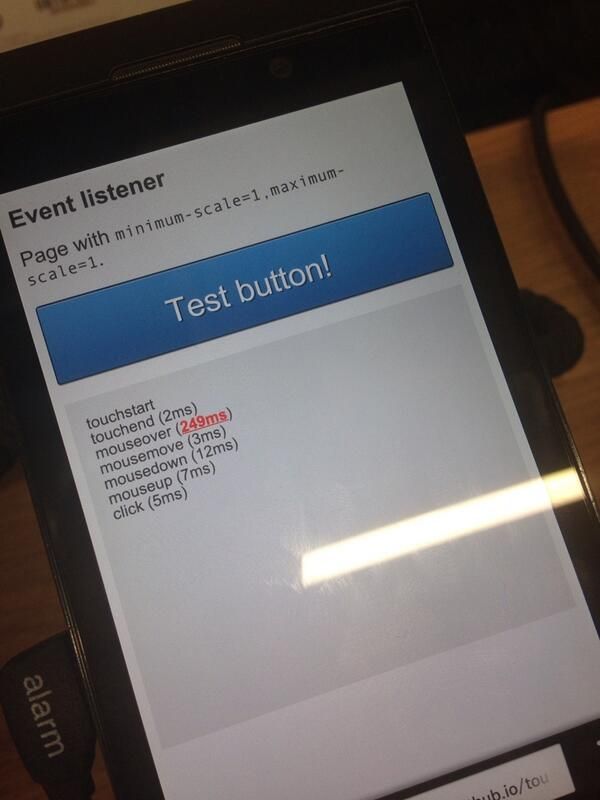 Event listener
Page with minimum-scale=1,maximum-
scale=1.
Test button!
touchstart
touchend (2ms)
mouseover (249ms)
mousemove (3ms)
mousedown (12ms)
mouseup (7ms)
click (5ms)
alarm
hub.io/tou